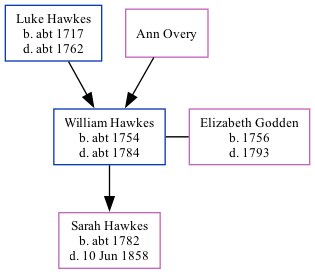 Luke Hawkes
b. abt 1717
d. abt 1762
Ann Overy
William Hawkes
b. abt 1754
d. abt 1784
Elizabeth Godden
b. 1756
d. 1793
Sarah Hawkes
b. abt 1782
d. 10 Jun 1858